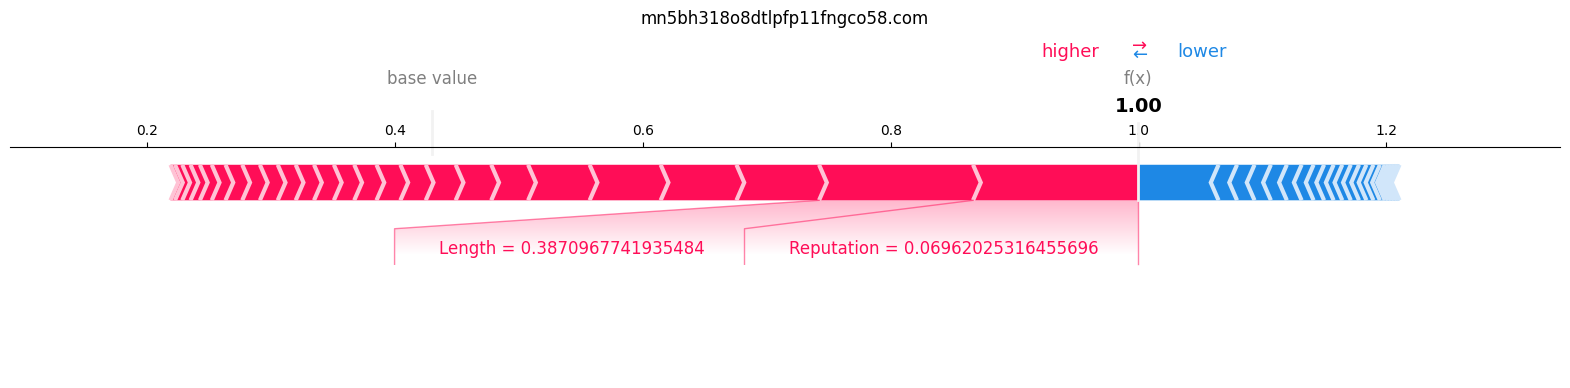 mn5bh318o8dtlpfp11fngco58.com
higher ⇄ lower
base value f(x)
1.00
0.2 0.4 0.6 0.8 1.0 1.2
Length = 0.3870967741935484 Reputation = 0.06962025316455696